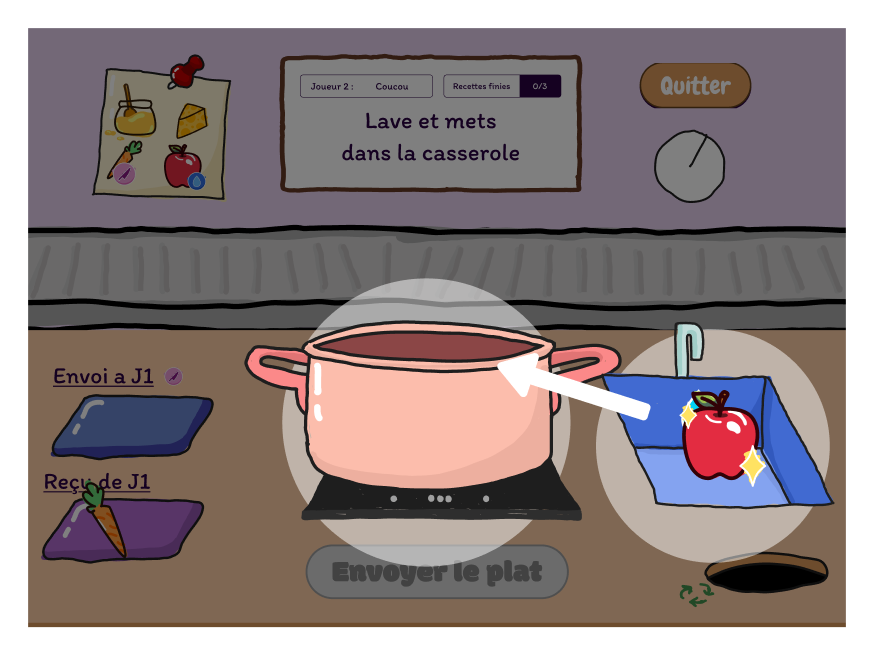 Joueur 2 : Coucou
Recettes finies 0/3
Quitter
Lave et mets
dans la casserole
Envoi a J1
Reçu de J1
Envoyer le plat